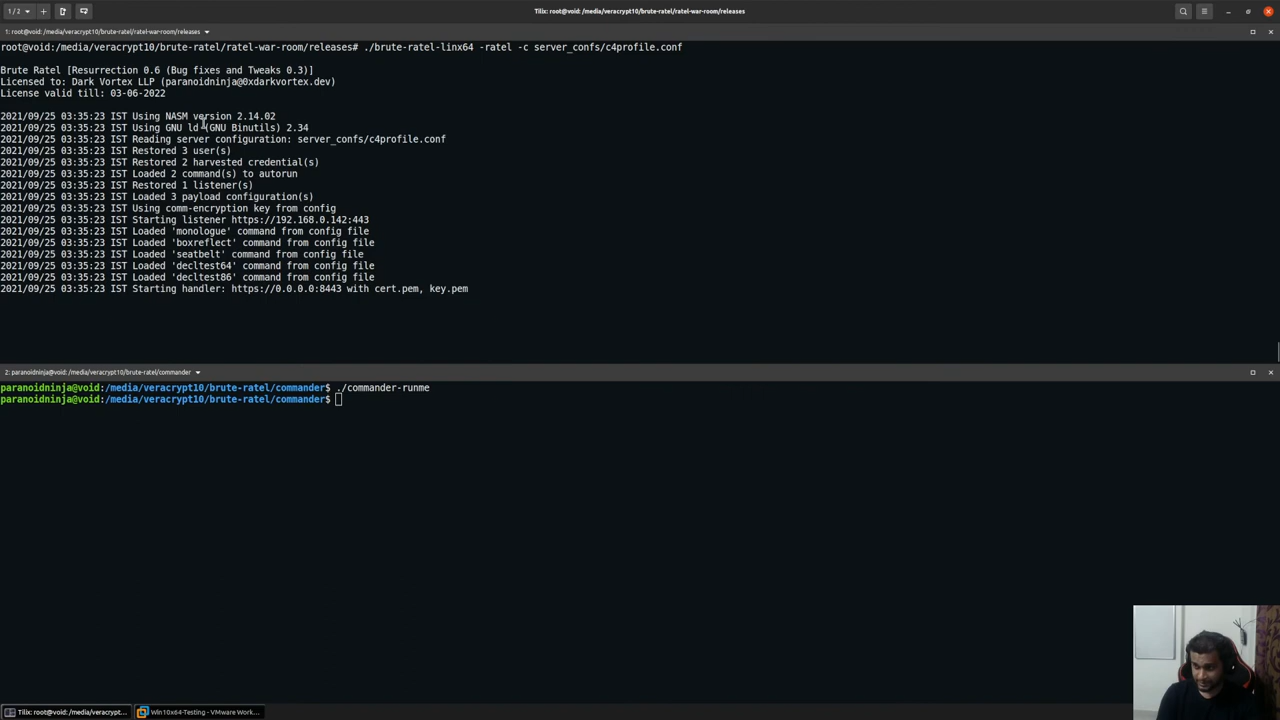 1 / 2
Tilix: root@void: /media/veracrypt10/brute-ratel/ratel-war-room/releases
1: root@void: /media/veracrypt10/brute-ratel/ratel-war-room/releases
root@void:/media/veracrypt10/brute-ratel/ratel-war-room/releases# ./brute-ratel-linx64 -ratel -c server_confs/c4profile.conf
Brute Ratel [Resurrection 0.6 (Bug fixes and Tweaks 0.3)]
Licensed to: Dark Vortex LLP (paranoidninja@0xdarkvortex.dev)
License valid till: 03-06-2022
2021/09/25 03:35:23 IST Using NASM version 2.14.02
2021/09/25 03:35:23 IST Using GNU ld (GNU Binutils) 2.34
2021/09/25 03:35:23 IST Reading server configuration: server_confs/c4profile.conf
2021/09/25 03:35:23 IST Restored 3 user(s)
2021/09/25 03:35:23 IST Restored 2 harvested credential(s)
2021/09/25 03:35:23 IST Loaded 2 command(s) to autorun
2021/09/25 03:35:23 IST Restored 1 listener(s)
2021/09/25 03:35:23 IST Loaded 3 payload configuration(s)
2021/09/25 03:35:23 IST Using comm-encryption key from config
2021/09/25 03:35:23 IST Starting listener https://192.168.0.142:443
2021/09/25 03:35:23 IST Loaded 'monologue' command from config file
2021/09/25 03:35:23 IST Loaded 'boxreflect' command from config file
2021/09/25 03:35:23 IST Loaded 'seatbelt' command from config file
2021/09/25 03:35:23 IST Loaded 'decltest64' command from config file
2021/09/25 03:35:23 IST Loaded 'decltest86' command from config file
2021/09/25 03:35:23 IST Starting handler: https://0.0.0.0:8443 with cert.pem, key.pem
2: paranoidninja@void: /media/veracrypt10/brute-ratel/commander
paranoidninja@void:/media/veracrypt10/brute-ratel/commander$ ./commander-runme
paranoidninja@void:/media/veracrypt10/brute-ratel/commander$
Tilix: root@void: /media/veracrypt...
Win10x64-Testing - VMware Work...